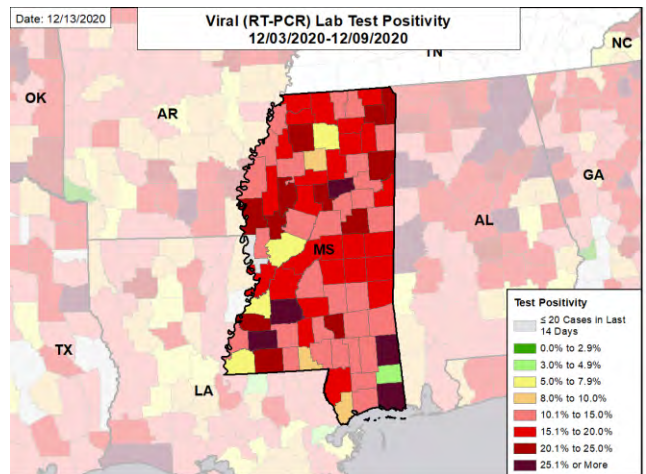 Date: 12/13/2020
Viral (RT-PCR) Lab Test Positivity
12/03/2020-12/09/2020
TN
NC
OK
AR
GA
AL
MS
TX
LA
Test Positivity
≤ 20 Cases in Last
14 Days
0.0% to 2.9%
3.0% to 4.9%
5.0% to 7.9%
8.0% to 10.0%
10.1% to 15.0%
15.1% to 20.0%
20.1% to 25.0%
25.1% or More